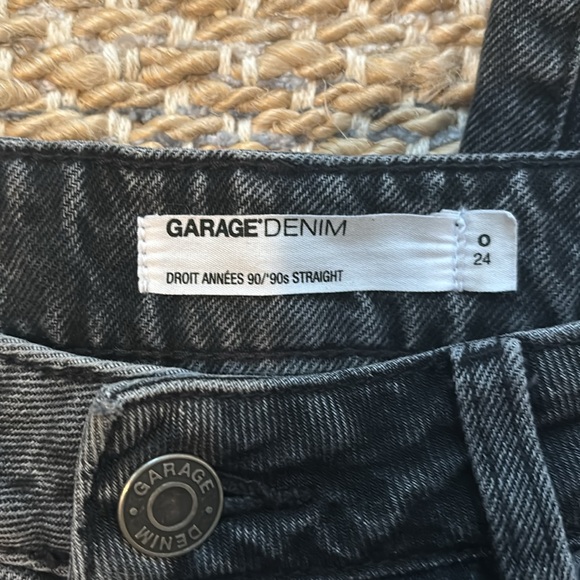 GARAGE°DENIM
0
24
DROIT ANNÉES 90/'90s STRAIGHT
GARAGE
DENIM